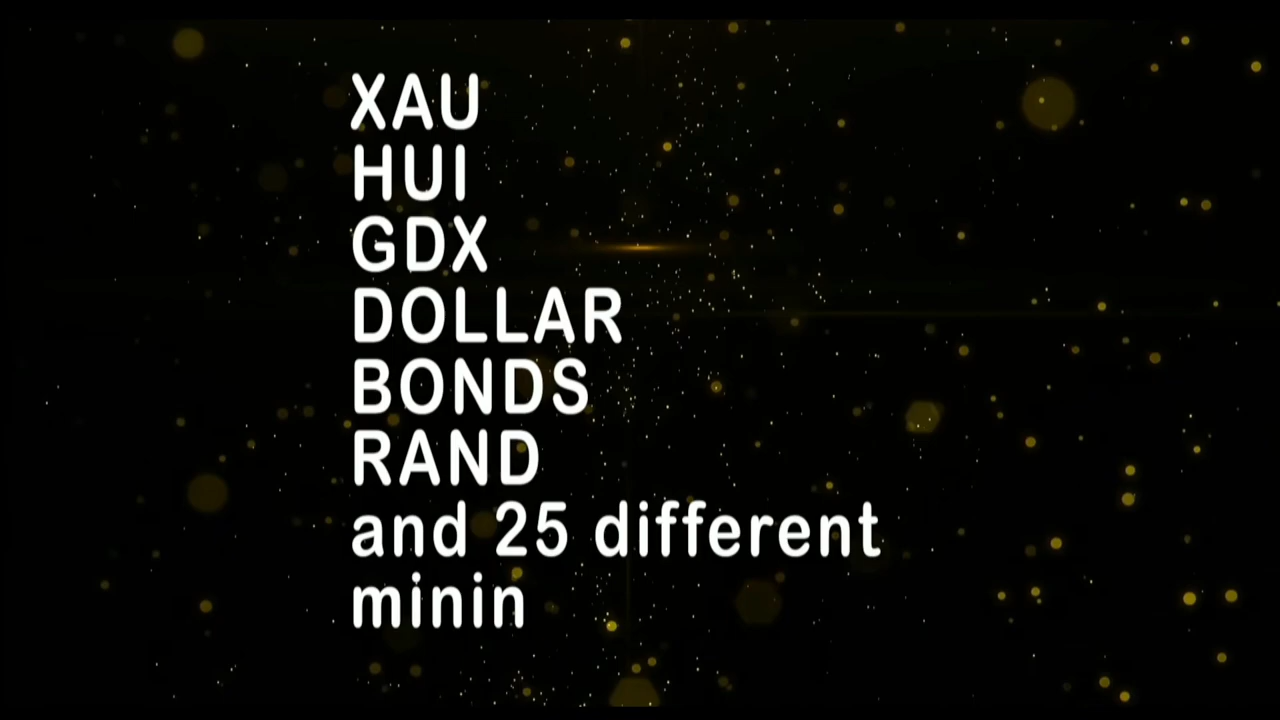 XAU
HUI
GDX
DOLLAR
BONDS
RAND
and 25 different
minin